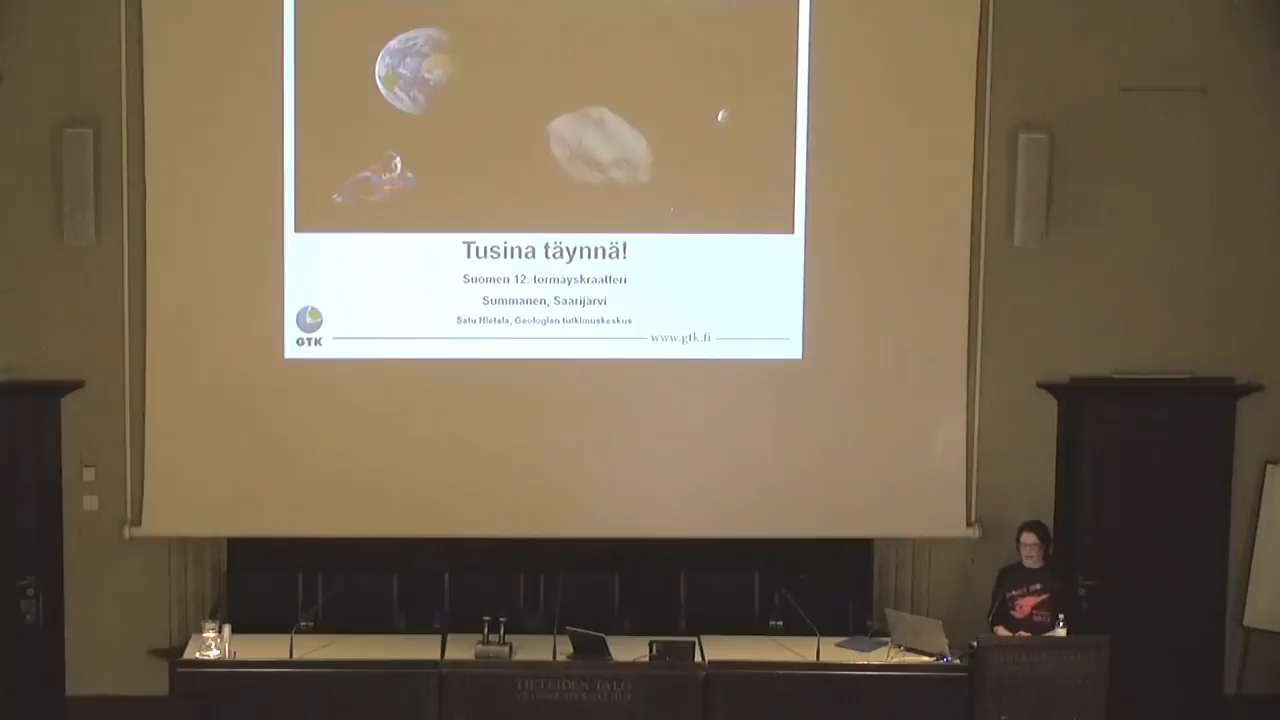 Tusina täynnä!
Suomen 12. törmäyskraatteri
Summanen, Saarijärvi
Satu Hietala, Geologian tutkimuskeskus
GTK
www.gtk.fi
TIETEIDEN TALO